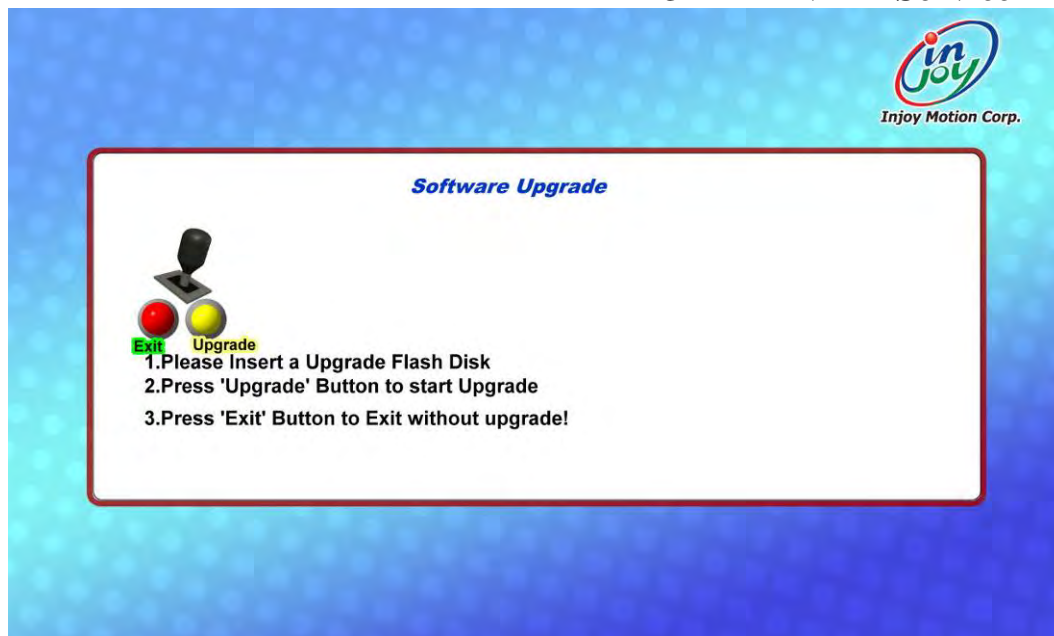 in
joy
Injoy Motion Corp.
Software Upgrade
Exit
Upgrade
1.Please Insert a Upgrade Flash Disk
2.Press 'Upgrade' Button to start Upgrade
3.Press 'Exit' Button to Exit without upgrade!